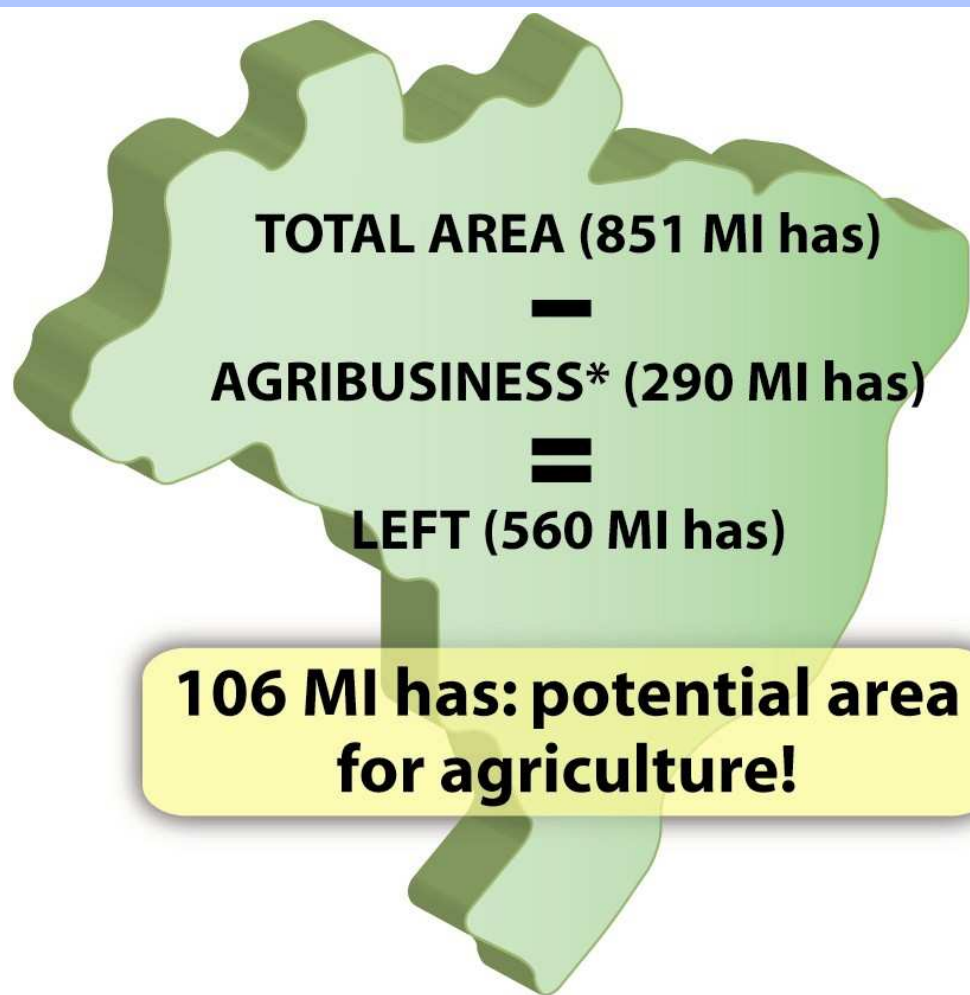 TOTAL AREA (851 MI has)
–
AGRIBUSINESS* (290 MI has)
=
LEFT (560 MI has)
106 MI has: potential area
for agriculture!